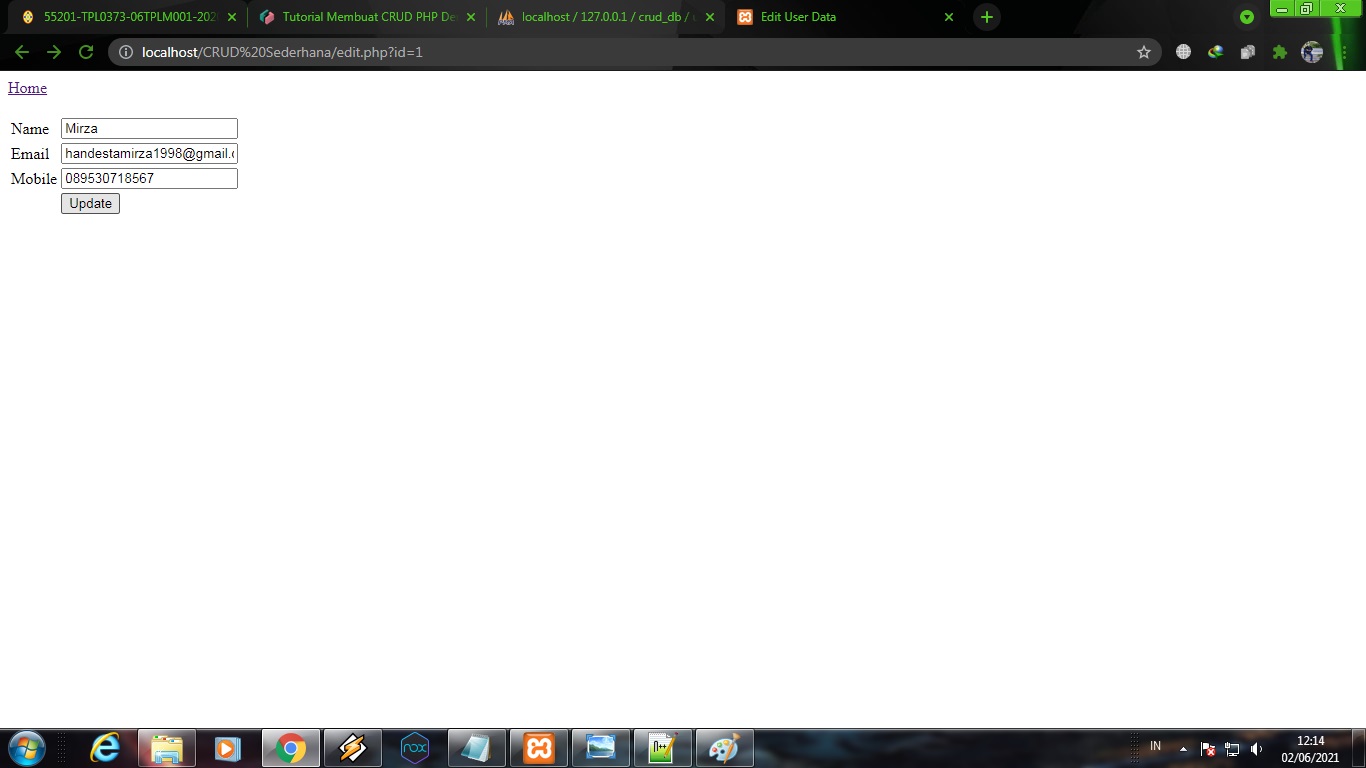 55201-TPL0373-06TPLM001-202
Tutorial Membuat CRUD PHP De
localhost / 127.0.0.1 / crud_db /
Edit User Data
localhost/CRUD%20Sederhana/edit.php?id=1
Home
Name Mirza
Email handestamirza1998@gmail.
Mobile 089530718567
Update
nox
N++
IN
12:14
02/06/2021